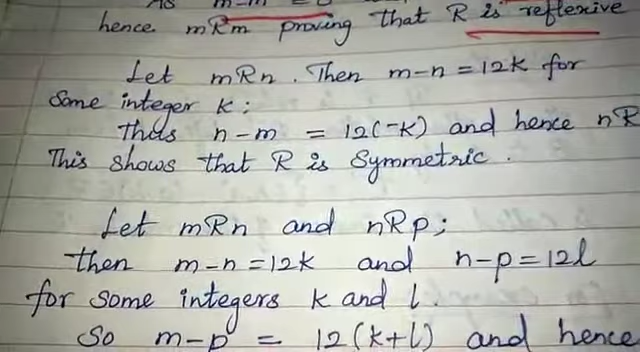 As m-m = 0
hence mRm proving that R is reflexive
Let mRn. Then m-n = 12k for
Some integer k;
thus n-m = 12(-k) and hence nR
This shows that R is Symmetric.
Let mRn and nRp;
then m-n = 12k and n-p = 12l
for some integers k and l.
So m-p = 12(k+l) and hence